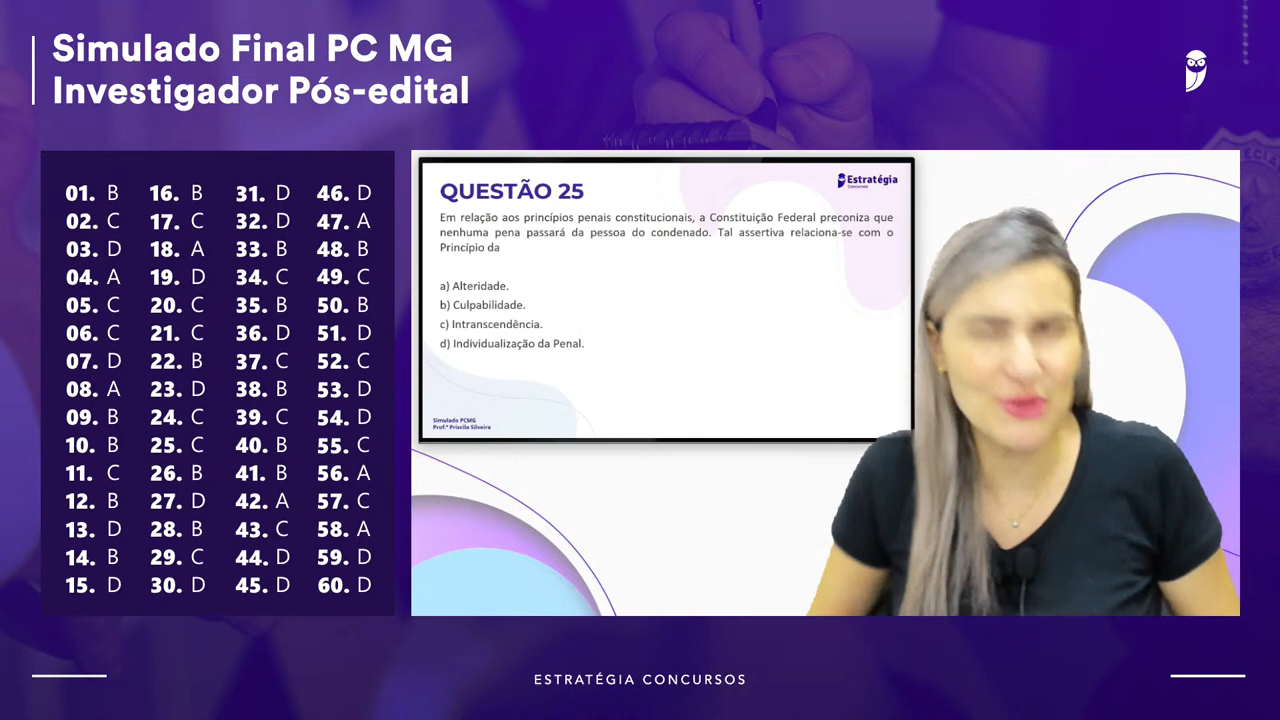 Simulado Final PC MG
Investigador Pós-edital
01. B 16. B 31. D 46. D
02. C 17. C 32. D 47. A
03. D 18. A 33. B 48. B
04. A 19. D 34. C 49. C
05. C 20. C 35. B 50. B
06. C 21. C 36. D 51. D
07. D 22. B 37. C 52. C
08. A 23. D 38. B 53. D
09. B 24. C 39. C 54. D
10. B 25. C 40. B 55. C
11. C 26. B 41. B 56. A
12. B 27. D 42. A 57. C
13. D 28. B 43. C 58. A
14. B 29. C 44. D 59. D
15. D 30. D 45. D 60. D
Estratégia
Concursos
QUESTÃO 25
Em relação aos princípios penais constitucionais, a Constituição Federal preconiza que
nenhuma pena passará da pessoa do condenado. Tal assertiva relaciona-se com o
Princípio da
a) Alteridade.
b) Culpabilidade.
c) Intranscendência.
d) Individualização da Penal.
Simulado PCMG
Prof.ª Priscila Silveira
ESTRATÉGIA CONCURSOS